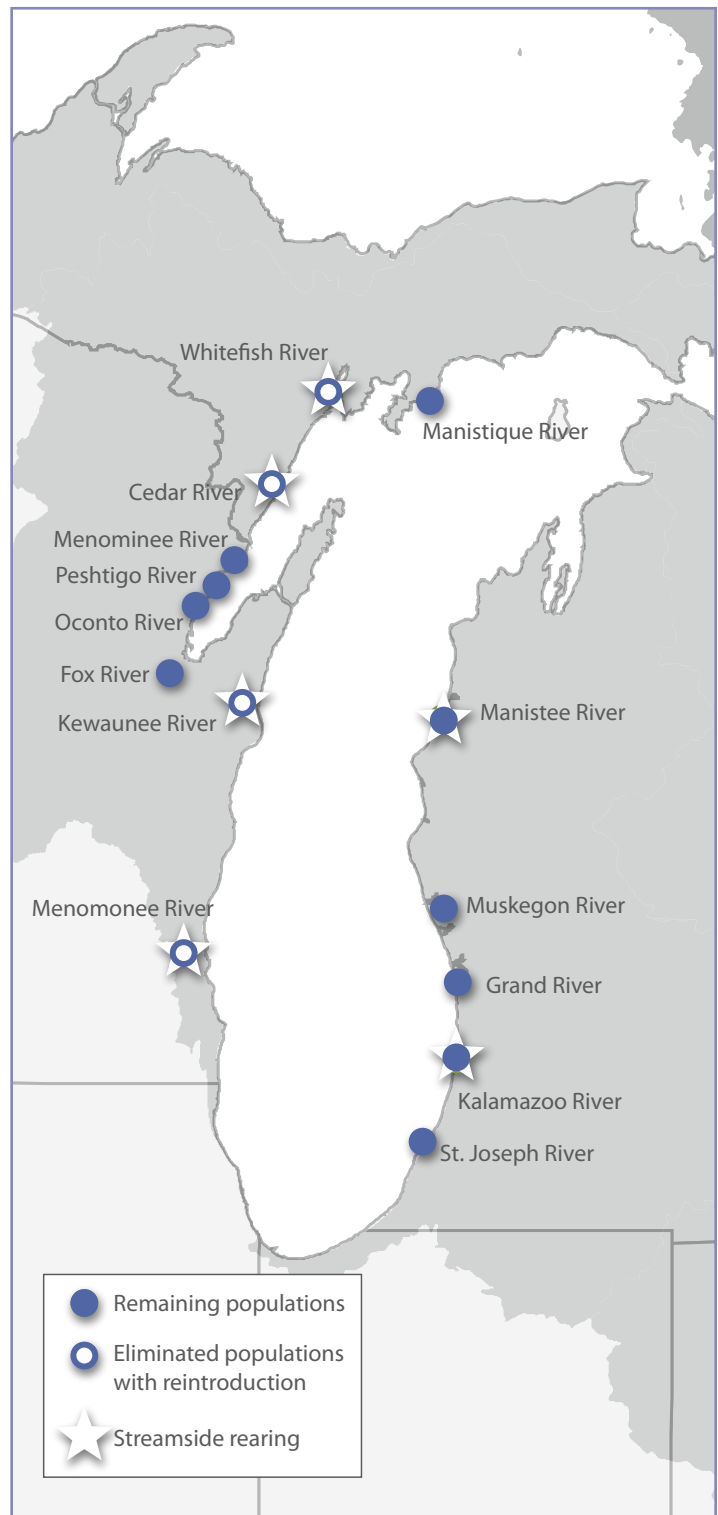 Whitefish River
Manistique River
Cedar River
Menominee River
Peshtigo River
Oconto River
Fox River
Kewaunee River
Manistee River
Menomonee River
Muskegon River
Grand River
Kalamazoo River
St. Joseph River
Remaining populations
Eliminated populations
with reintroduction
Streamside rearing